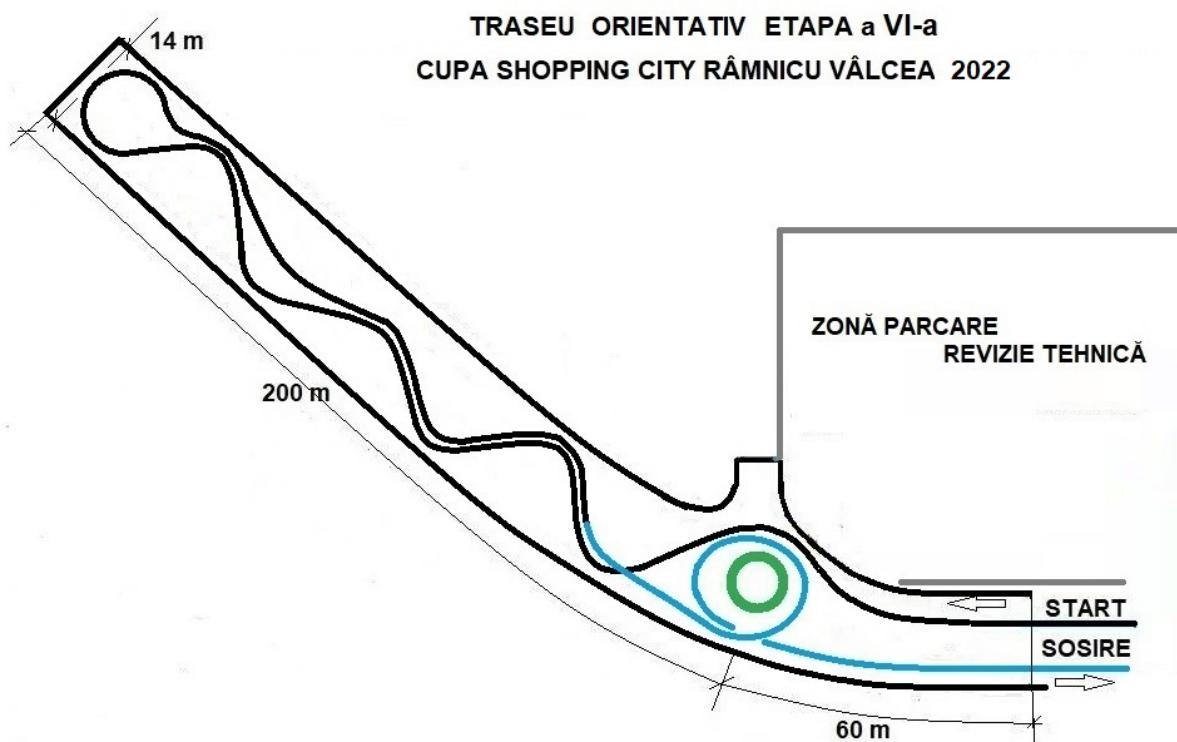 TRASEU ORIENTATIV ETAPA a VI-a
CUPA SHOPPING CITY RÂMNICU VÂLCEA 2022
14 m
ZONĂ PARCARE
REVIZIE TEHNICĂ
200 m
START
SOSIRE
60 m